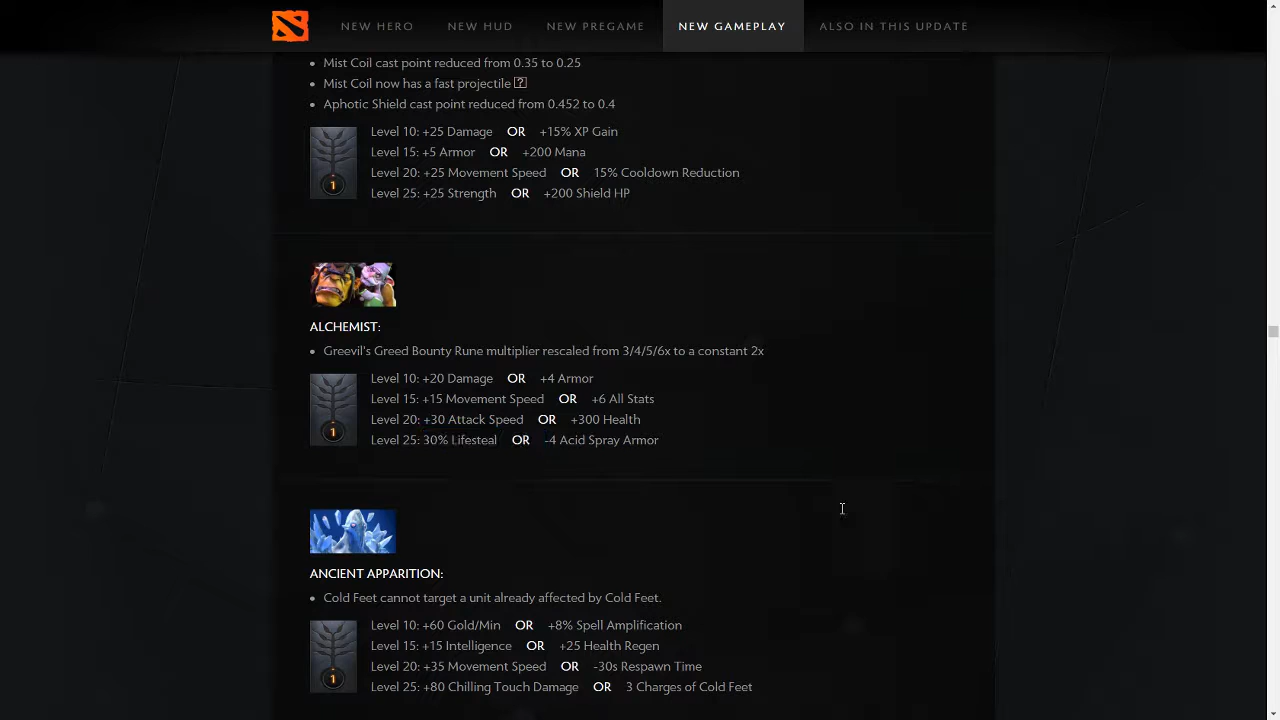 NEW HERO NEW HUD NEW PREGAME NEW GAMEPLAY ALSO IN THIS UPDATE
• Mist Coil cast point reduced from 0.35 to 0.25
• Mist Coil now has a fast projectile [?]
• Aphotic Shield cast point reduced from 0.452 to 0.4
Level 10: +25 Damage OR +15% XP Gain
Level 15: +5 Armor OR +200 Mana
Level 20: +25 Movement Speed OR 15% Cooldown Reduction
Level 25: +25 Strength OR +200 Shield HP
1
ALCHEMIST:
• Greevil's Greed Bounty Rune multiplier rescaled from 3/4/5/6x to a constant 2x
Level 10: +20 Damage OR +4 Armor
Level 15: +15 Movement Speed OR +6 All Stats
Level 20: +30 Attack Speed OR +300 Health
Level 25: 30% Lifesteal OR -4 Acid Spray Armor
1
ANCIENT APPARITION:
• Cold Feet cannot target a unit already affected by Cold Feet.
Level 10: +60 Gold/Min OR +8% Spell Amplification
Level 15: +15 Intelligence OR +25 Health Regen
Level 20: +35 Movement Speed OR -30s Respawn Time
Level 25: +80 Chilling Touch Damage OR 3 Charges of Cold Feet
1